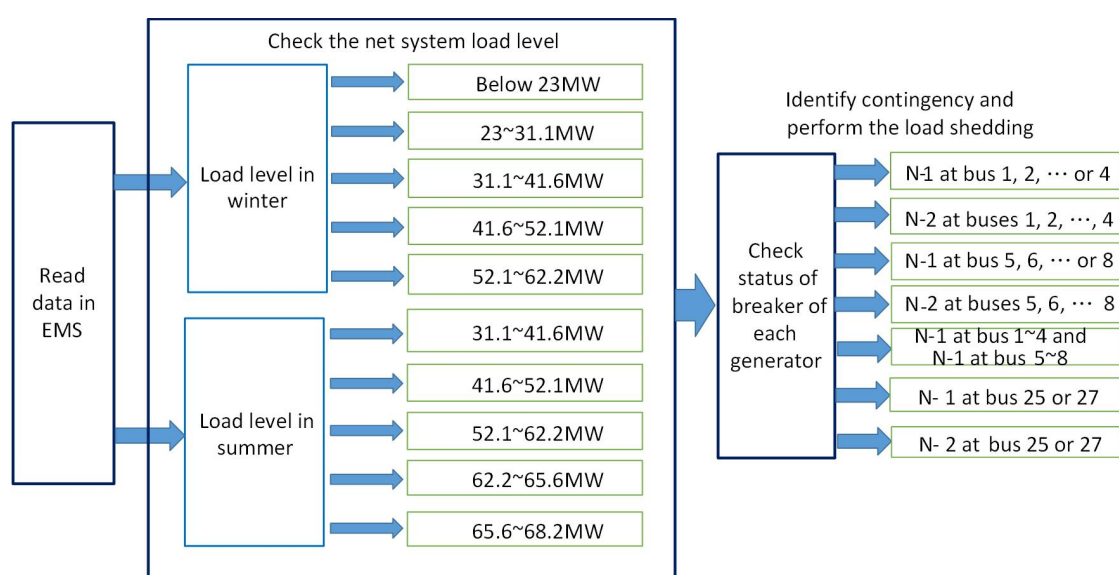 Check the net system load level
Read
data in
EMS
Load level in
winter
Below 23MW
23~31.1MW
31.1~41.6MW
41.6~52.1MW
52.1~62.2MW
Load level in
summer
31.1~41.6MW
41.6~52.1MW
52.1~62.2MW
62.2~65.6MW
65.6~68.2MW
Identify contingency and
perform the load shedding
Check
status of
breaker of
each
generator
N-1 at bus 1, 2, ··· or 4
N-2 at buses 1, 2, ···, 4
N-1 at bus 5, 6, ··· or 8
N-2 at buses 5, 6, ··· 8
N-1 at bus 1~4 and
N-1 at bus 5~8
N- 1 at bus 25 or 27
N- 2 at bus 25 or 27